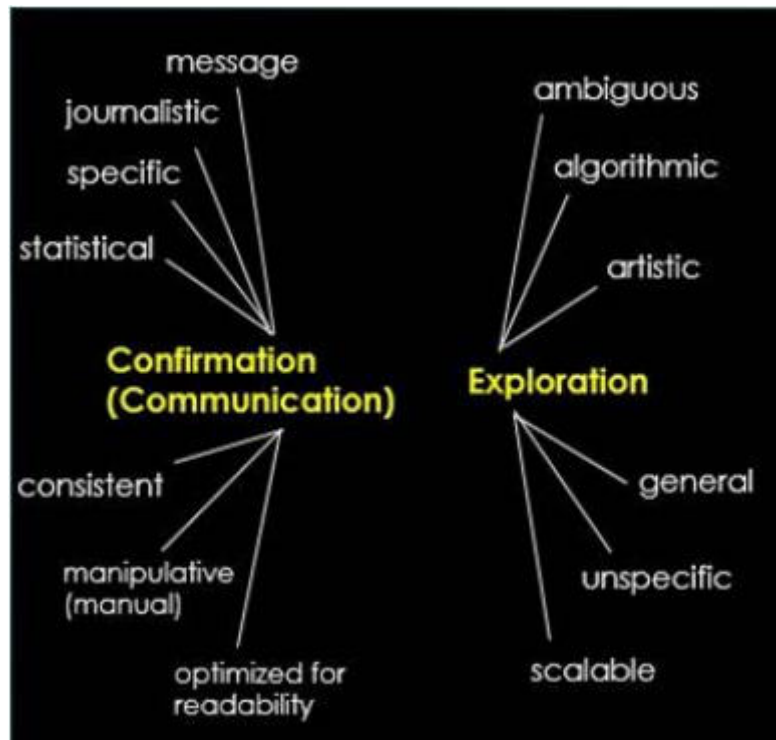 message
journalistic
specific
statistical
Confirmation
(Communication)
consistent
manipulative
(manual)
optimized for
readability
ambiguous
algorithmic
artistic
Exploration
general
unspecific
scalable